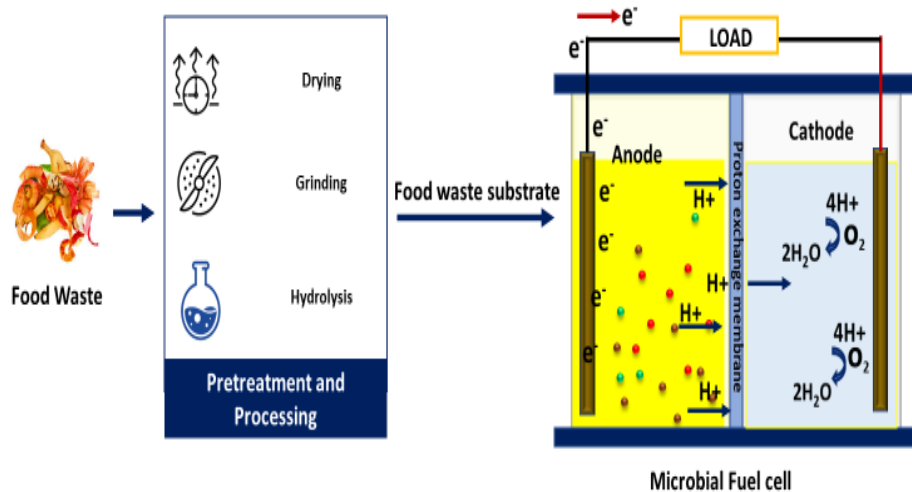 Food Waste
Drying
Grinding
Hydrolysis
Pretreatment and
Processing
Food waste substrate
e-
e-
LOAD
e-
Anode
e-
e-
e-
e-
H+
H+
H+
H+
Proton exchange membrane
Cathode
4H+
O₂
2H₂O
4H+
O₂
2H₂O
Microbial Fuel cell